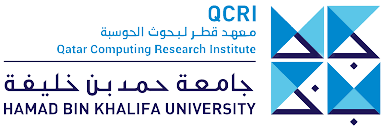 QCRI
معهد قطر لبحوث الحوسبة
Qatar Computing Research Institute
جامعة حمد بن خليفة
HAMAD BIN KHALIFA UNIVERSITY